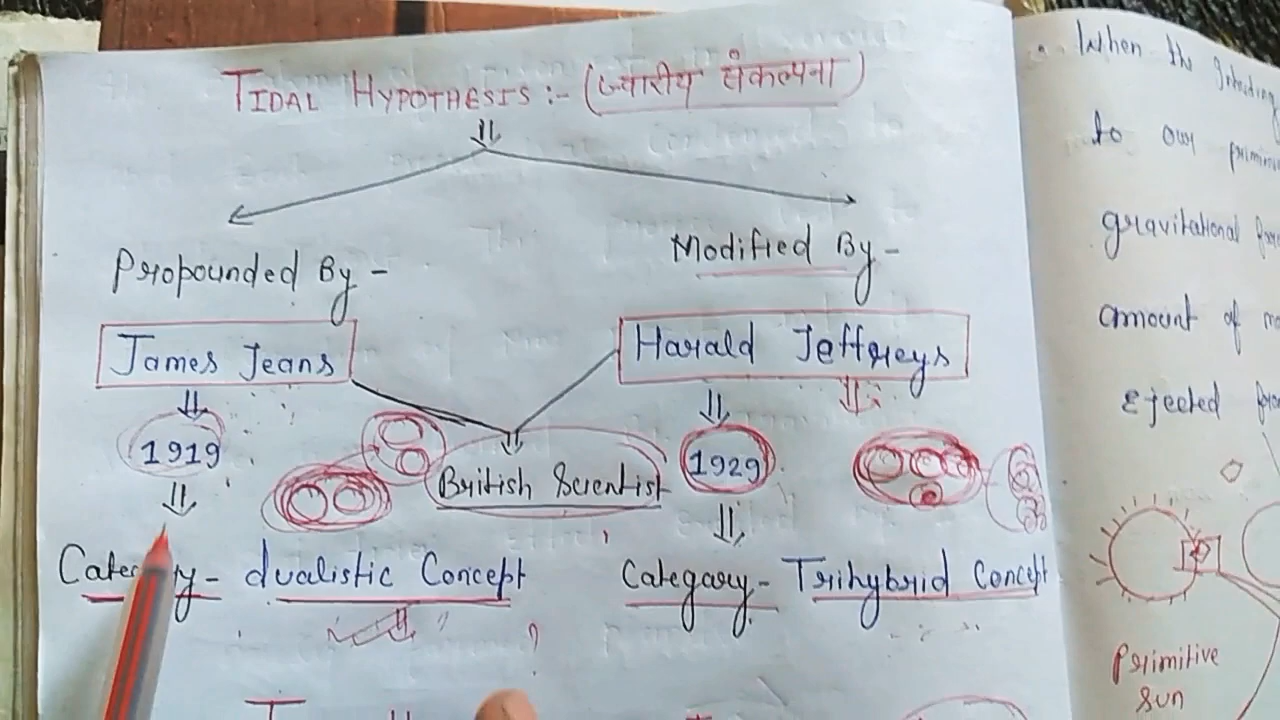 TIDAL HYPOTHESIS :- (ज्वारीय संकल्पना)
Propounded By -
Modified By -
James Jeans
Harald Jeffreys
1919
British Scientist
1929
Category - dualistic Concept
Categary - Trihybrid Concept
When the
to our
gravitational
amount of
Ejected
Primitive
Sun